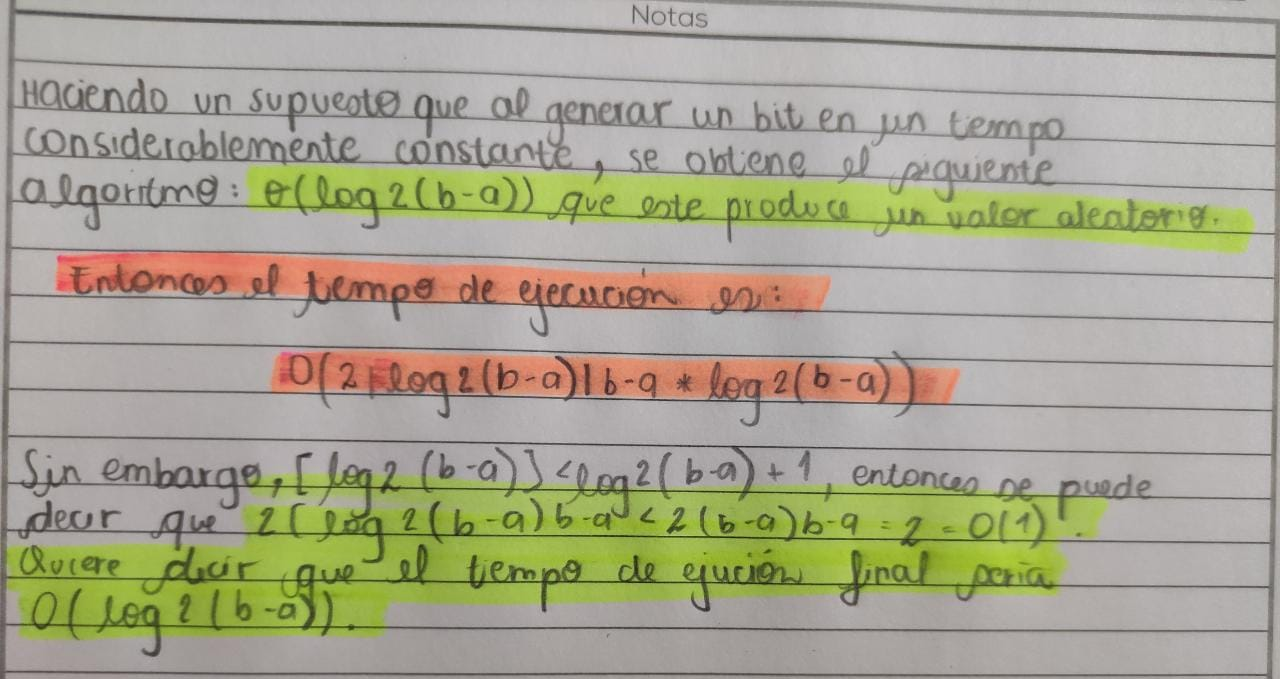 Notas
Haciendo un supuesto que al generar un bit en un tiempo
considerablemente constante, se obtiene el siguiente
algoritmo: θ(log2(b-a)) que este produce un valor aleatorio.
Entonces el tiempo de ejecución es:
O(2⌈log2(b-a)⌉b-a * log2(b-a))
Sin embargo, ⌈log2(b-a)⌉<log2(b-a)+1, entonces se puede
decir que 2⌈log2(b-a)b-a<2(b-a)b-a=2=O(1).
Quiere decir que el tiempo de ejución final sería
O(log2(b-a)).